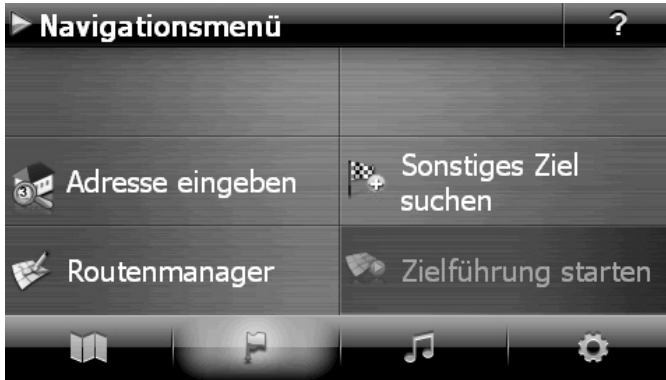 Navigationsmenü ?
Adresse eingeben
Sonstiges Ziel
suchen
Routenmanager
Zielführung starten